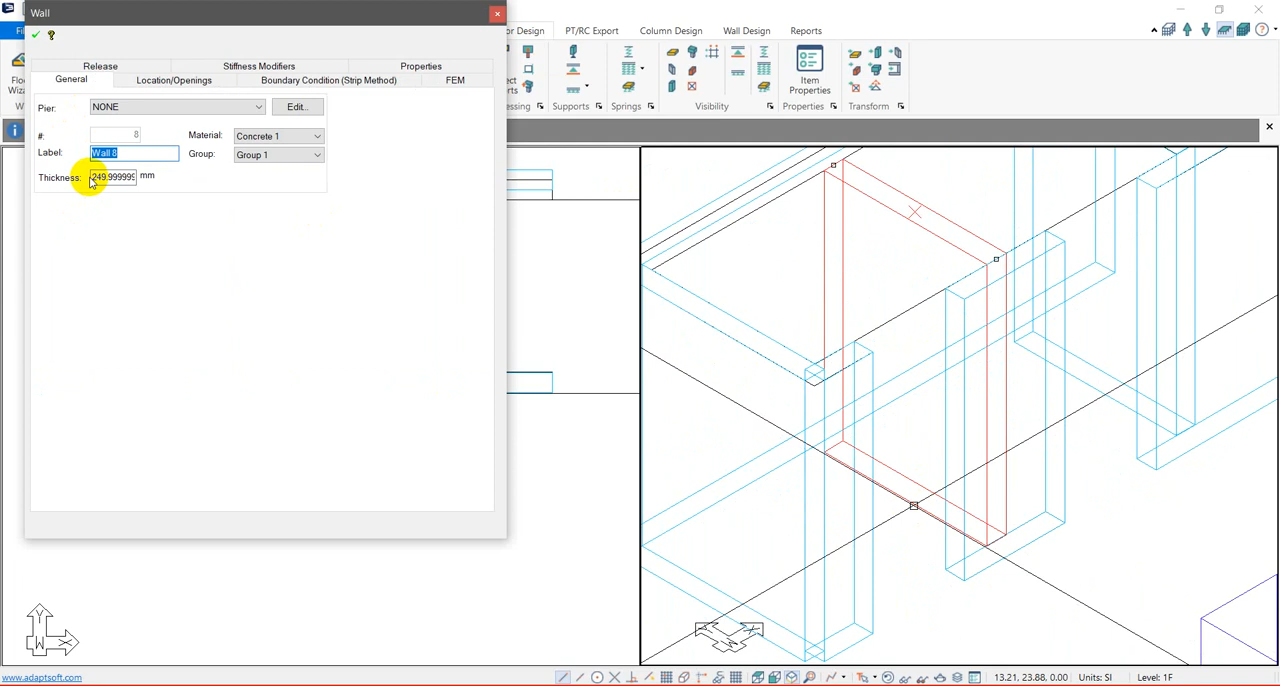 Wall
Fil
or Design
PT/RC Export
Column Design
Wall Design
Reports
Release
Stiffness Modifiers
Properties
General
Location/Openings
Boundary Condition (Strip Method)
FEM
Pier:
NONE
Edit...
#:
8
Material:
Concrete 1
Label:
Wall 8
Group:
Group 1
Thickness:
249.999999
mm
Supports
Springs
Visibility
Item
Properties
Properties
Transform
www.adaptsoft.com
13.21, 23.88, 0.00
Units: SI
Level: 1F